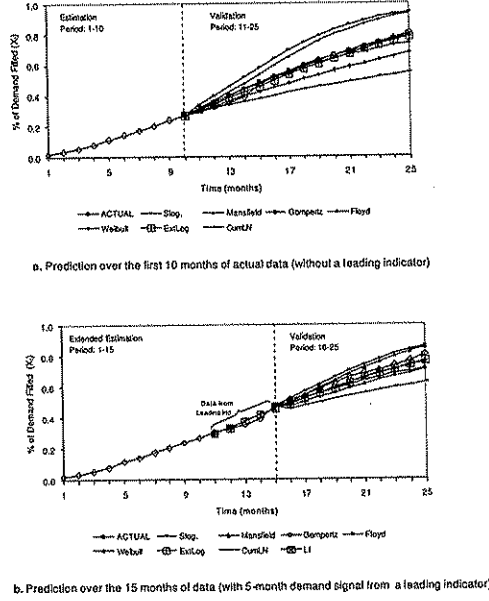 Estimation
Period: 1-10
Validation
Period: 11-25
% of Demand Filled (%)
1.0
0.8
0.6
0.4
0.2
0.0
1 5 9 13 17 21 25
Time (months)
ACTUAL Slog. Mansfield Gompertz Floyd
Weibull ExtLog CumLN
a. Prediction over the first 10 months of actual data (without a leading indicator)
Extended Estimation
Period: 1-15
Validation
Period: 16-25
% of Demand Filled (%)
1.0
0.8
0.6
0.4
0.2
0.0
Data from
Leading Ind.
1 5 9 13 17 21 25
Time (months)
ACTUAL Slog. Mansfield Gompertz Floyd
Weibull ExtLog CumLN LI
b. Prediction over the 15 months of data (with 5-month demand signal from a leading indicator)